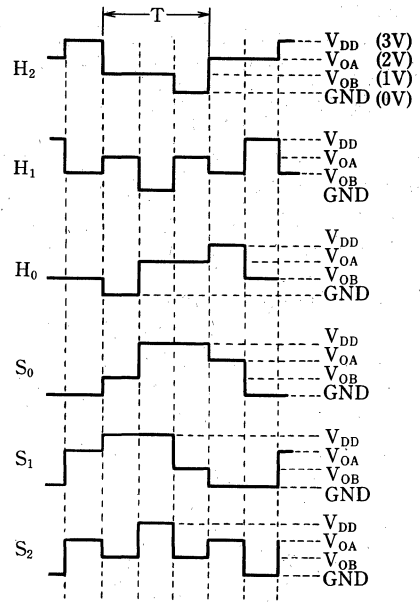 T
H2
VDD (3V)
VOA (2V)
VOB (1V)
GND (0V)
H1
VDD
VOA
VOB
GND
H0
VDD
VOA
VOB
GND
S0
VDD
VOA
VOB
GND
S1
VDD
VOA
VOB
GND
S2
VDD
VOA
VOB
GND